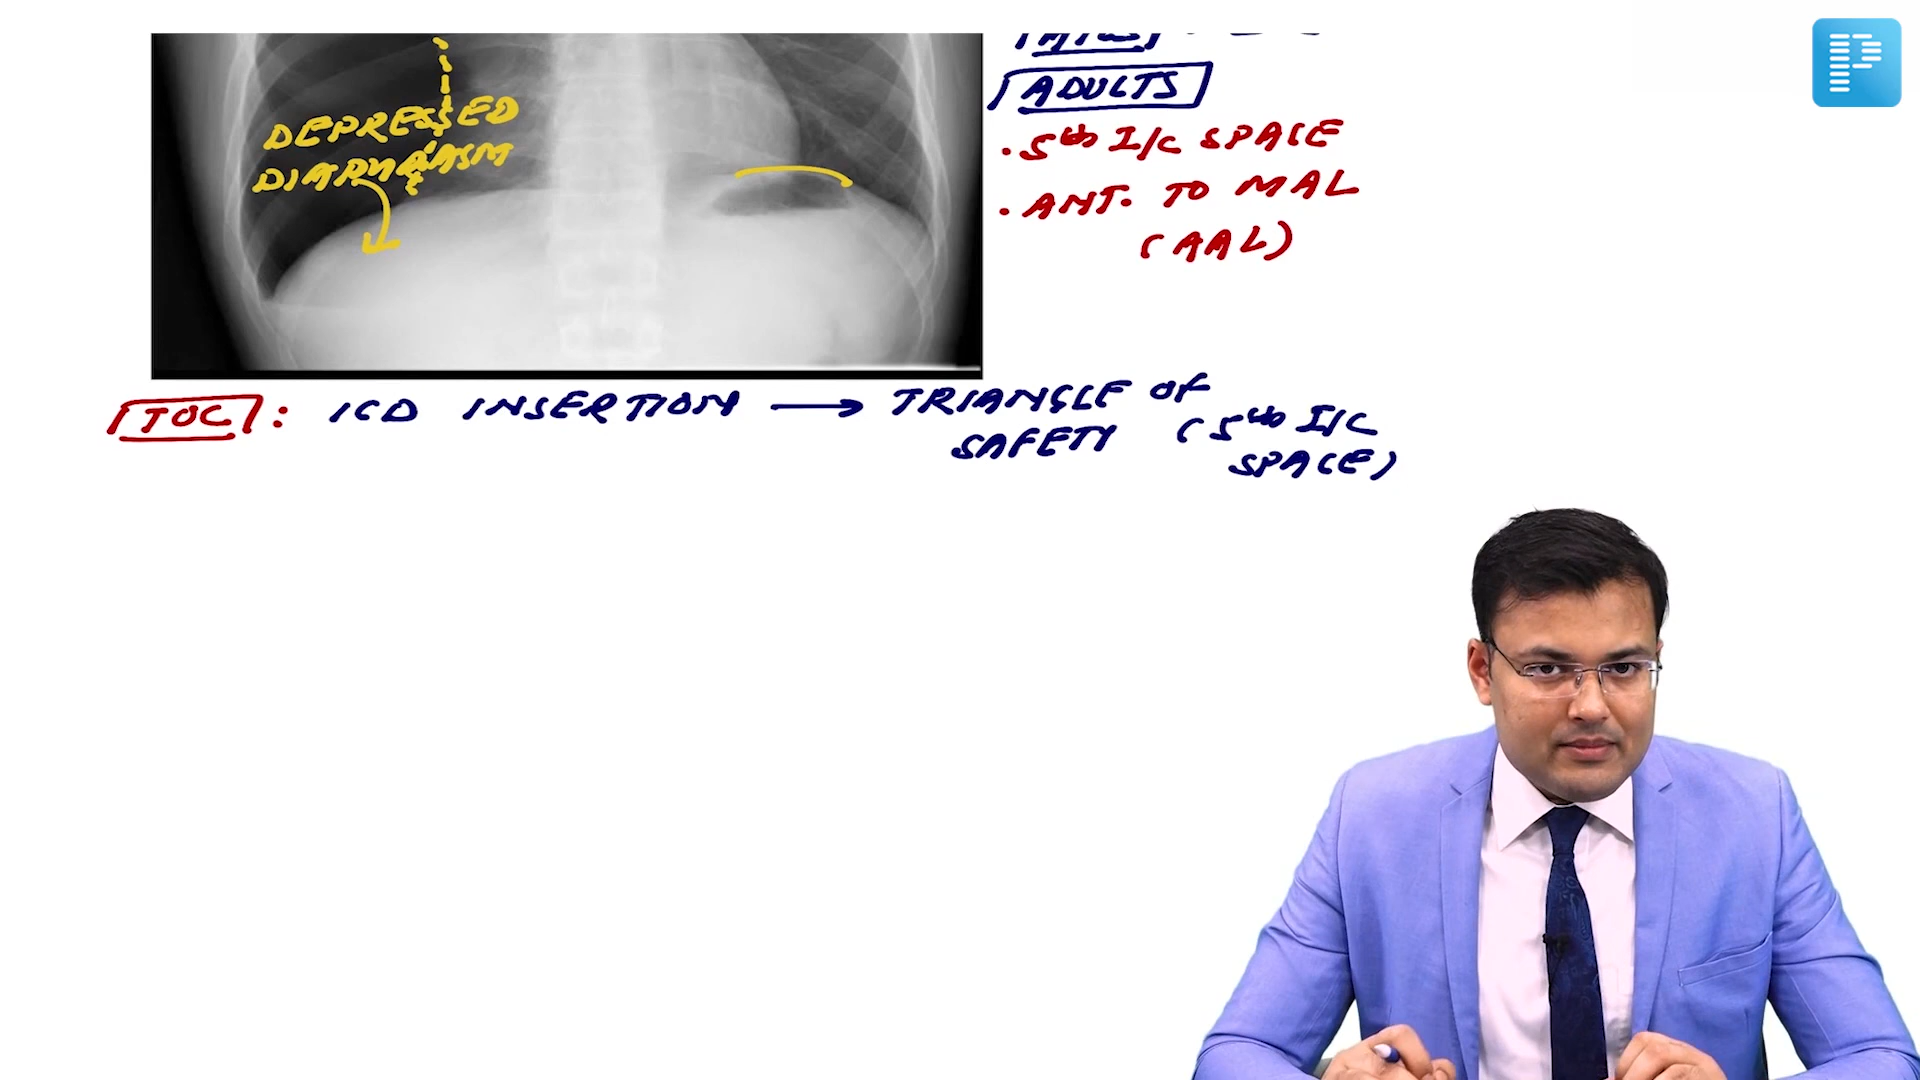 DEPRESSED
DIAPHRAGM
ADULTS
· 5th I/C SPACE
· ANT. TO MAL
(AAL)
TOC : ICD INSERTION → TRIANGLE OF
SAFETY (5th I/C
SPACE)